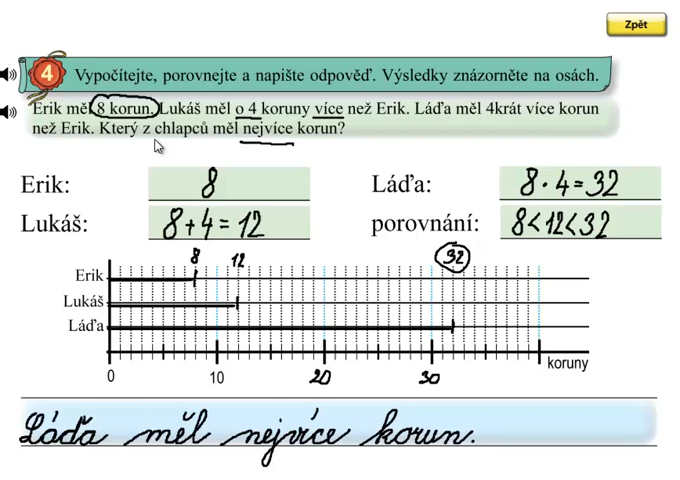 Zpět
4 Vypočítejte, porovnejte a napište odpověď. Výsledky znázorněte na osách.
Erik měl 8 korun. Lukáš měl o 4 koruny více než Erik. Láďa měl 4krát více korun
než Erik. Který z chlapců měl nejvíce korun?
Erik: 8
Láďa: 8 · 4 = 32
Lukáš: 8 + 4 = 12
porovnání: 8 < 12 < 32
8 12 32
Erik
Lukáš
Láďa
koruny
0 10 20 30
Láďa měl nejvíce korun.